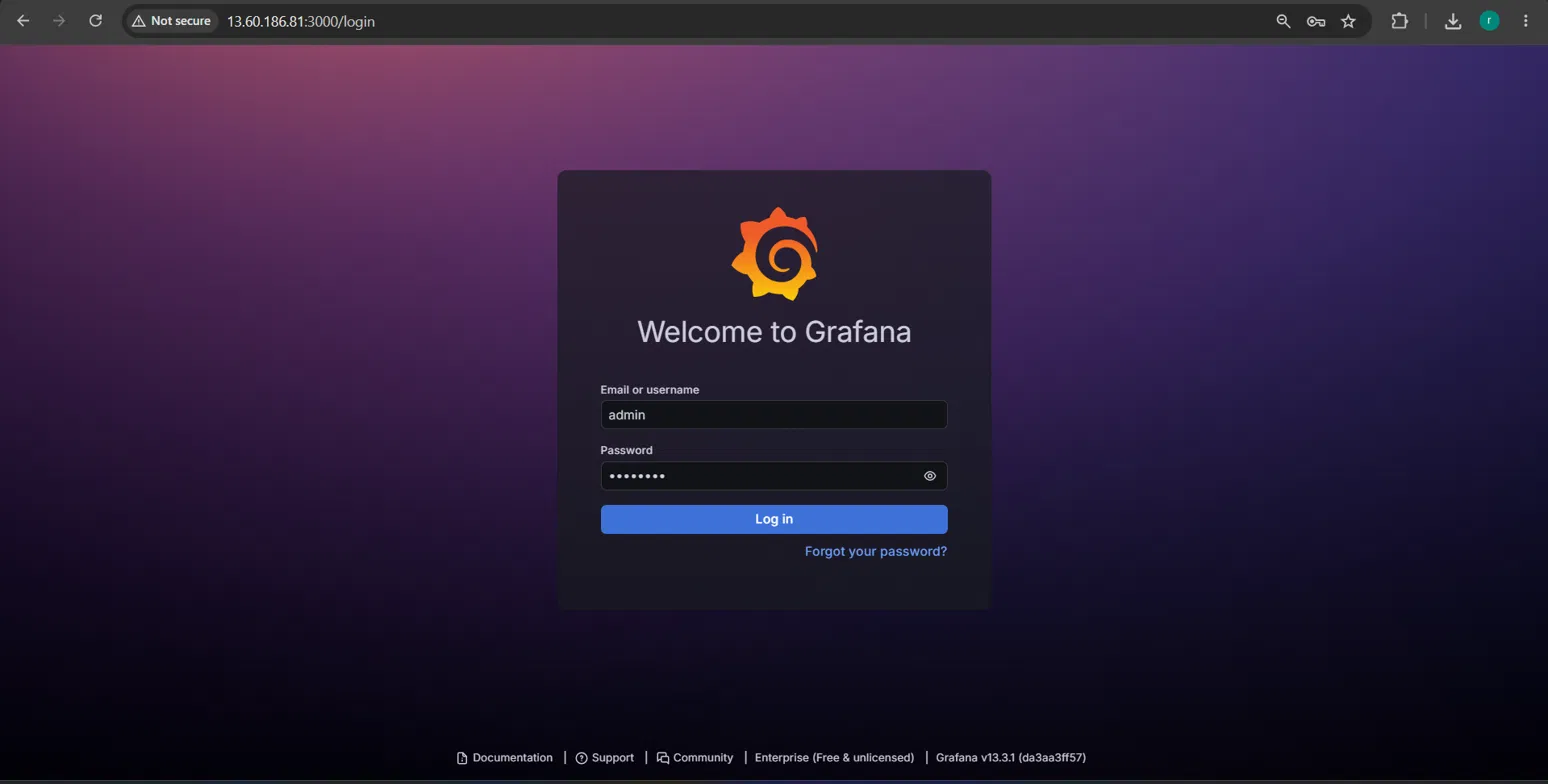 Not secure 13.60.186.81:3000/login r
Welcome to Grafana
Email or username
admin
Password
••••••••
Log in
Forgot your password?
Documentation | Support | Community | Enterprise (Free & unlicensed) | Grafana v13.3.1 (da3aa3ff57)